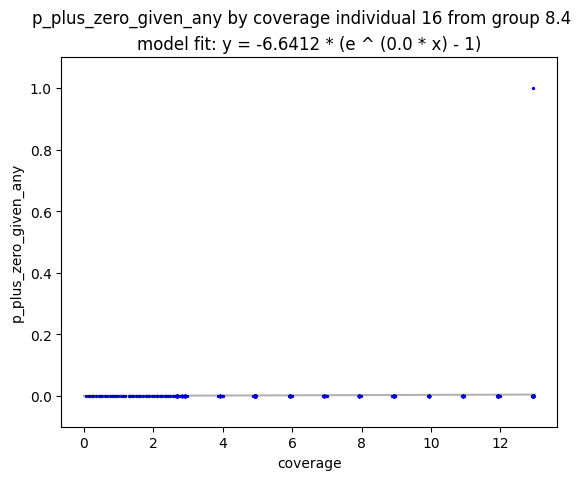 p_plus_zero_given_any by coverage individual 16 from group 8.4
model fit: y = -6.6412 * (e ^ (0.0 * x) - 1)
1.0
0.8
0.6
0.4
0.2
0.0
p_plus_zero_given_any
0 2 4 6 8 10 12
coverage